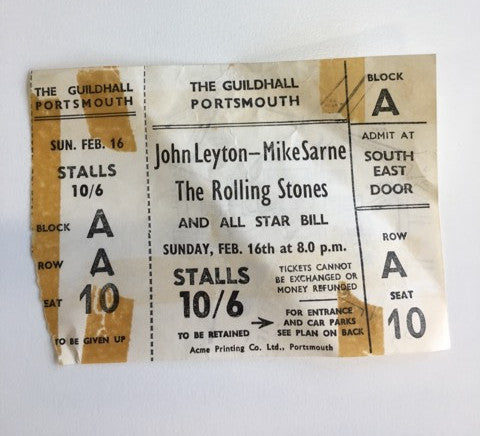 THE GUILDHALL
PORTSMOUTH
SUN. FEB. 16
STALLS
10/6
BLOCK A
ROW A
SEAT 10
TO BE GIVEN UP
THE GUILDHALL
PORTSMOUTH
John Leyton-Mike Sarne
The Rolling Stones
AND ALL STAR BILL
SUNDAY, FEB. 16th at 8.0 p.m.
STALLS
10/6
TO BE RETAINED
TICKETS CANNOT
BE EXCHANGED OR
MONEY REFUNDED
→ FOR ENTRANCE
AND CAR PARKS
SEE PLAN ON BACK
Acme Printing Co. Ltd., Portsmouth
BLOCK
A
ADMIT AT
SOUTH
EAST
DOOR
ROW
A
SEAT
10